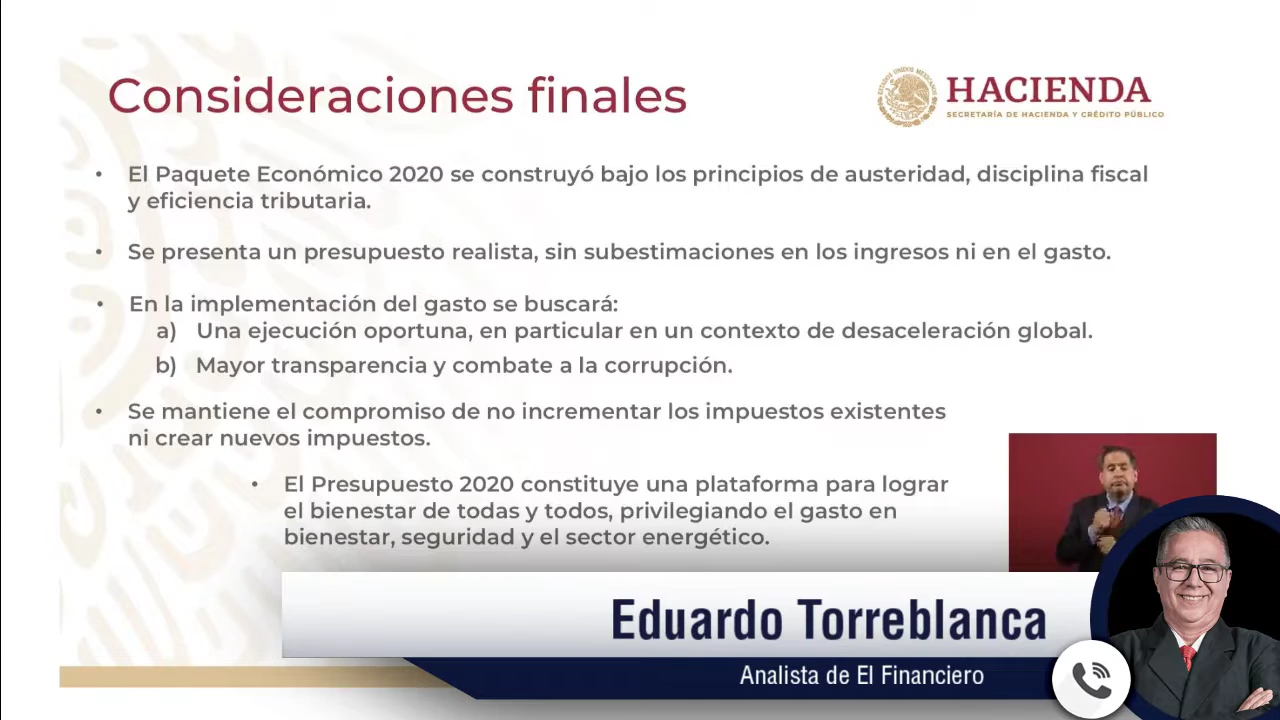 Consideraciones finales
HACIENDA
SECRETARÍA DE HACIENDA Y CRÉDITO PÚBLICO
• El Paquete Económico 2020 se construyó bajo los principios de austeridad, disciplina fiscal
y eficiencia tributaria.
• Se presenta un presupuesto realista, sin subestimaciones en los ingresos ni en el gasto.
• En la implementación del gasto se buscará:
a) Una ejecución oportuna, en particular en un contexto de desaceleración global.
b) Mayor transparencia y combate a la corrupción.
• Se mantiene el compromiso de no incrementar los impuestos existentes
ni crear nuevos impuestos.
• El Presupuesto 2020 constituye una plataforma para lograr
el bienestar de todas y todos, privilegiando el gasto en
bienestar, seguridad y el sector energético.
Eduardo Torreblanca
Analista de El Financiero